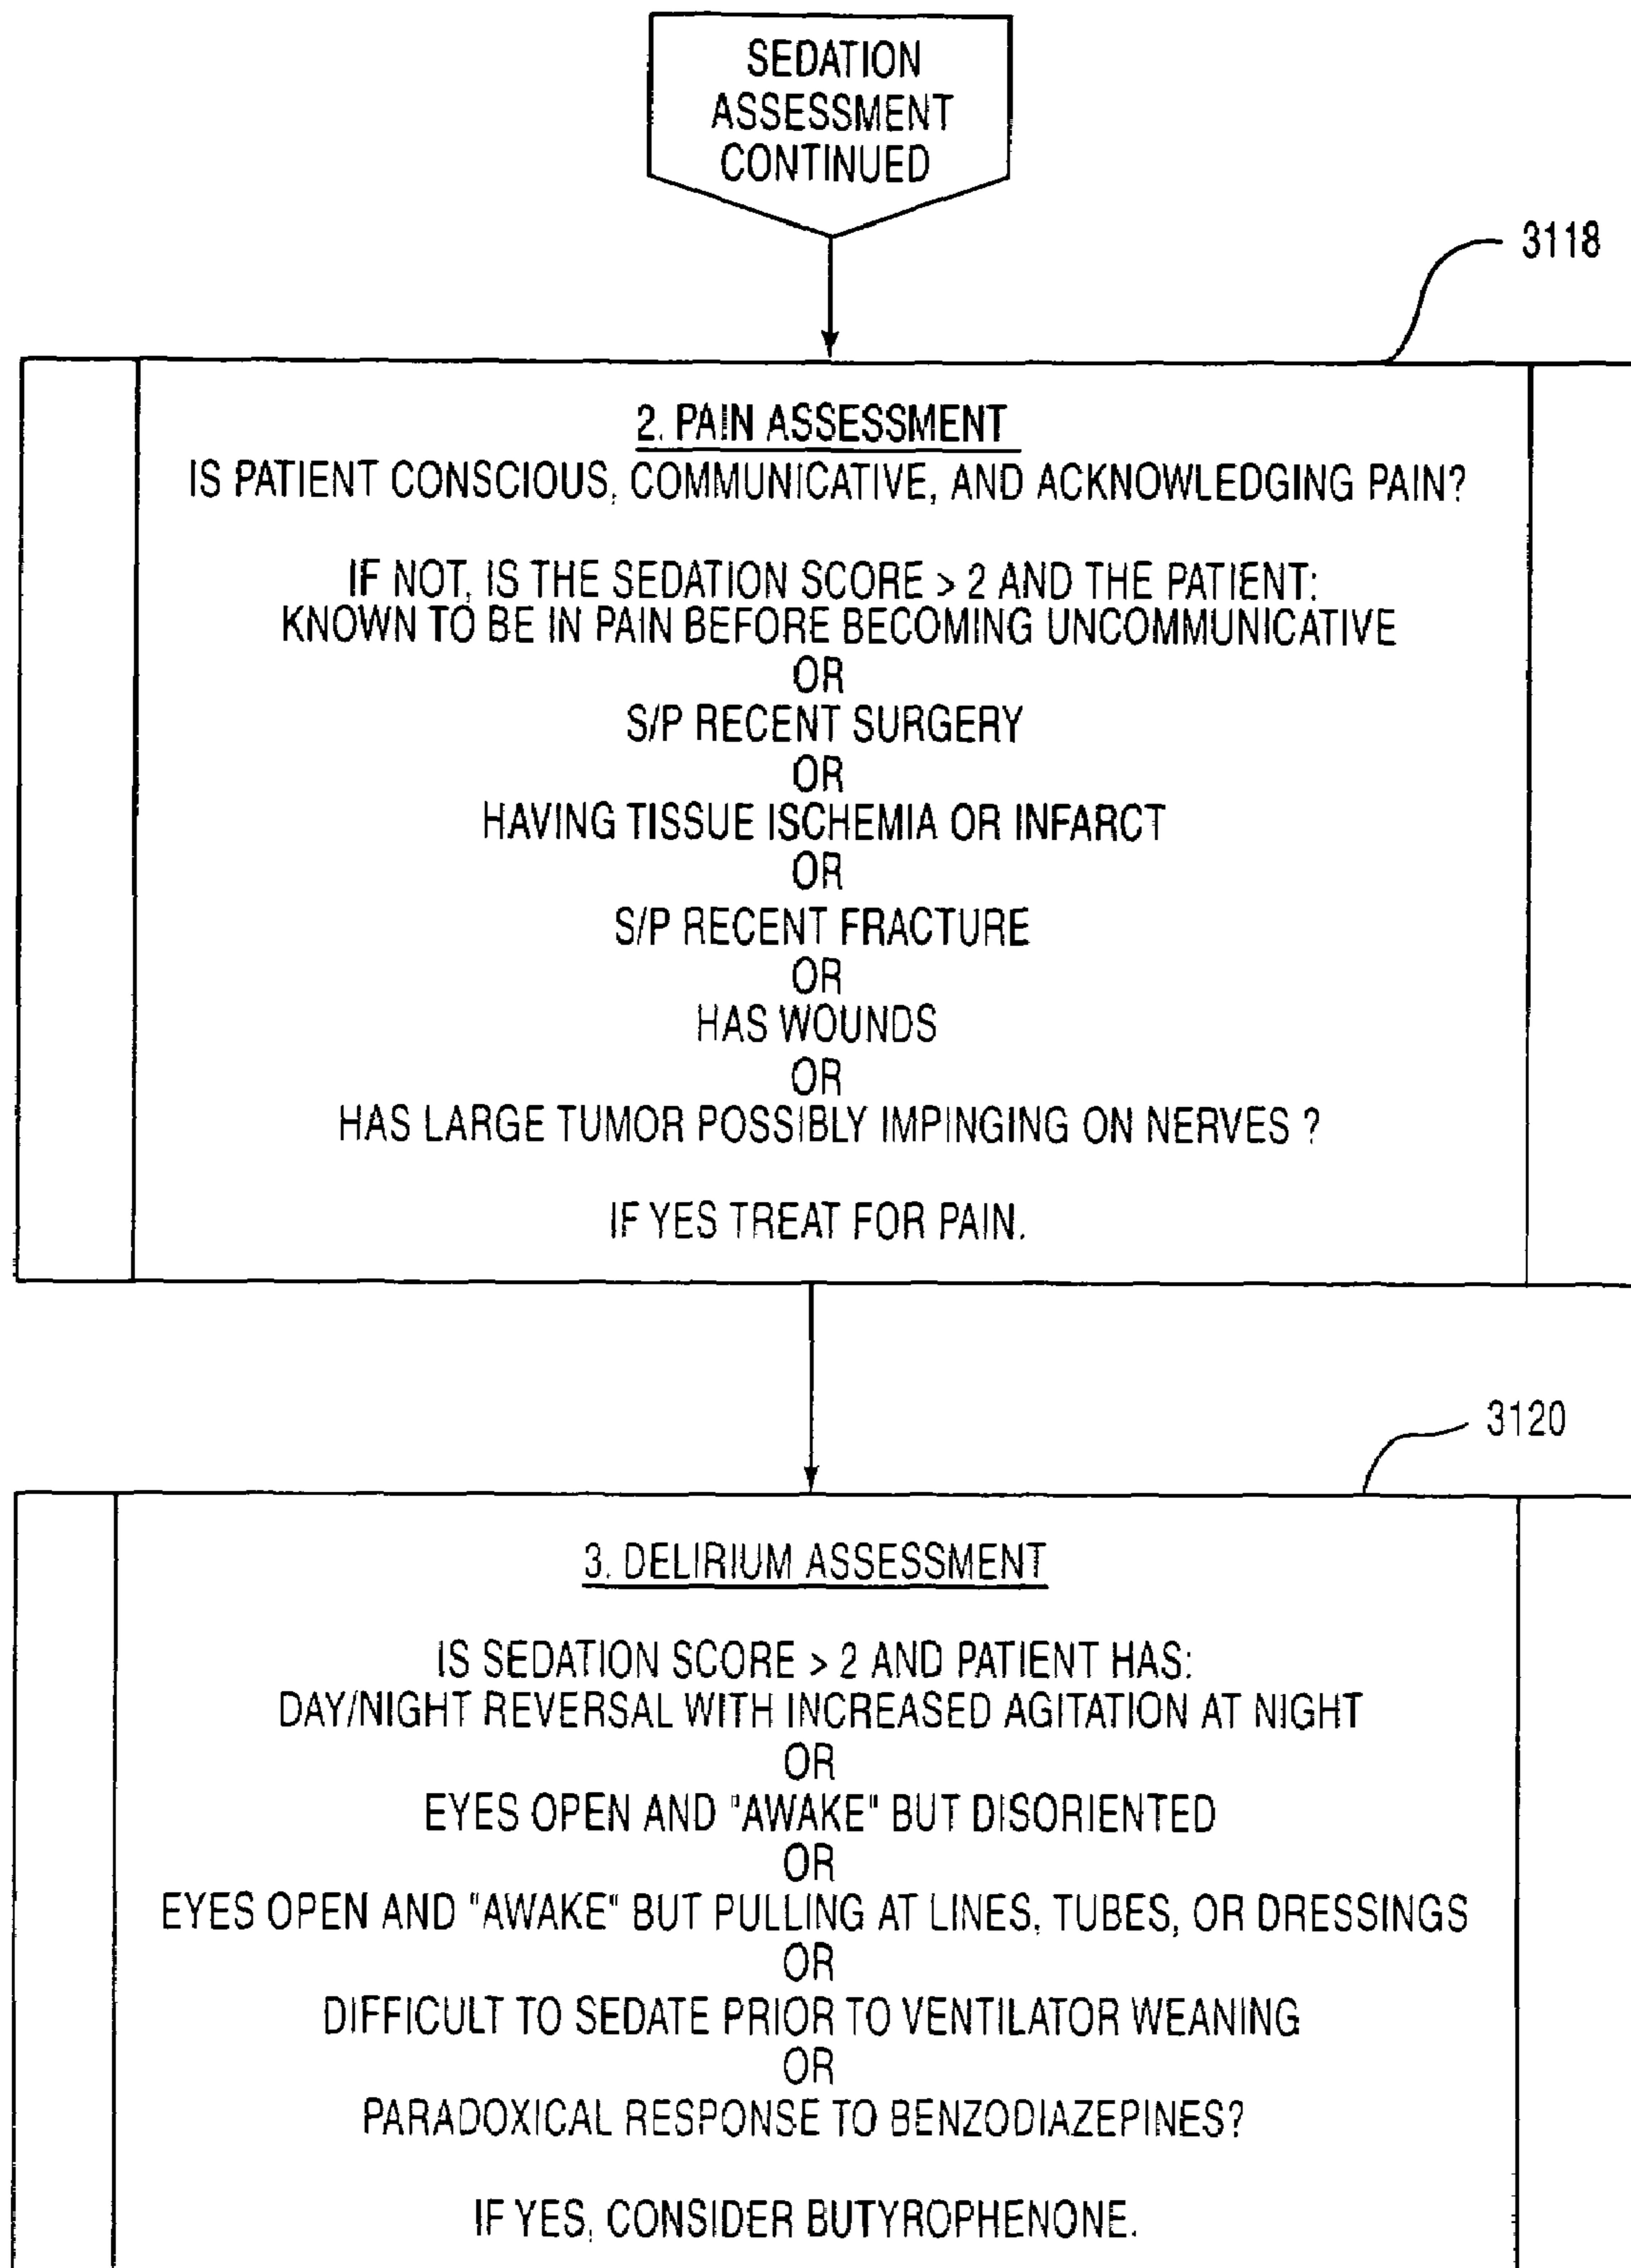 SEDATION
ASSESSMENT
CONTINUED
3118
2. PAIN ASSESSMENT
IS PATIENT CONSCIOUS, COMMUNICATIVE, AND ACKNOWLEDGING PAIN?
IF NOT, IS THE SEDATION SCORE > 2 AND THE PATIENT:
KNOWN TO BE IN PAIN BEFORE BECOMING UNCOMMUNICATIVE
OR
S/P RECENT SURGERY
OR
HAVING TISSUE ISCHEMIA OR INFARCT
OR
S/P RECENT FRACTURE
OR
HAS WOUNDS
OR
HAS LARGE TUMOR POSSIBLY IMPINGING ON NERVES ?
IF YES TREAT FOR PAIN.
3120
3. DELIRIUM ASSESSMENT
IS SEDATION SCORE > 2 AND PATIENT HAS:
DAY/NIGHT REVERSAL WITH INCREASED AGITATION AT NIGHT
OR
EYES OPEN AND "AWAKE" BUT DISORIENTED
OR
EYES OPEN AND "AWAKE" BUT PULLING AT LINES, TUBES, OR DRESSINGS
OR
DIFFICULT TO SEDATE PRIOR TO VENTILATOR WEANING
OR
PARADOXICAL RESPONSE TO BENZODIAZEPINES?
IF YES, CONSIDER BUTYROPHENONE.